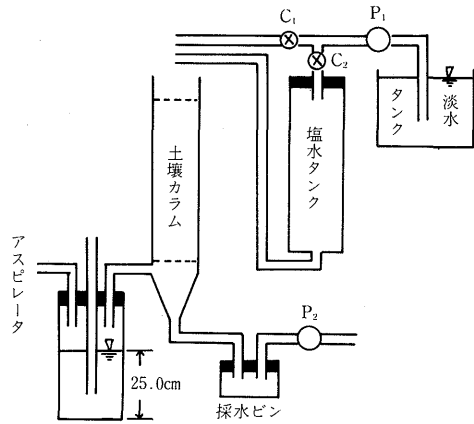 C₁
P₁
C₂
タンク
淡水
塩水タンク
土壌カラム
アスピレータ
25.0cm
P₂
採水ビン